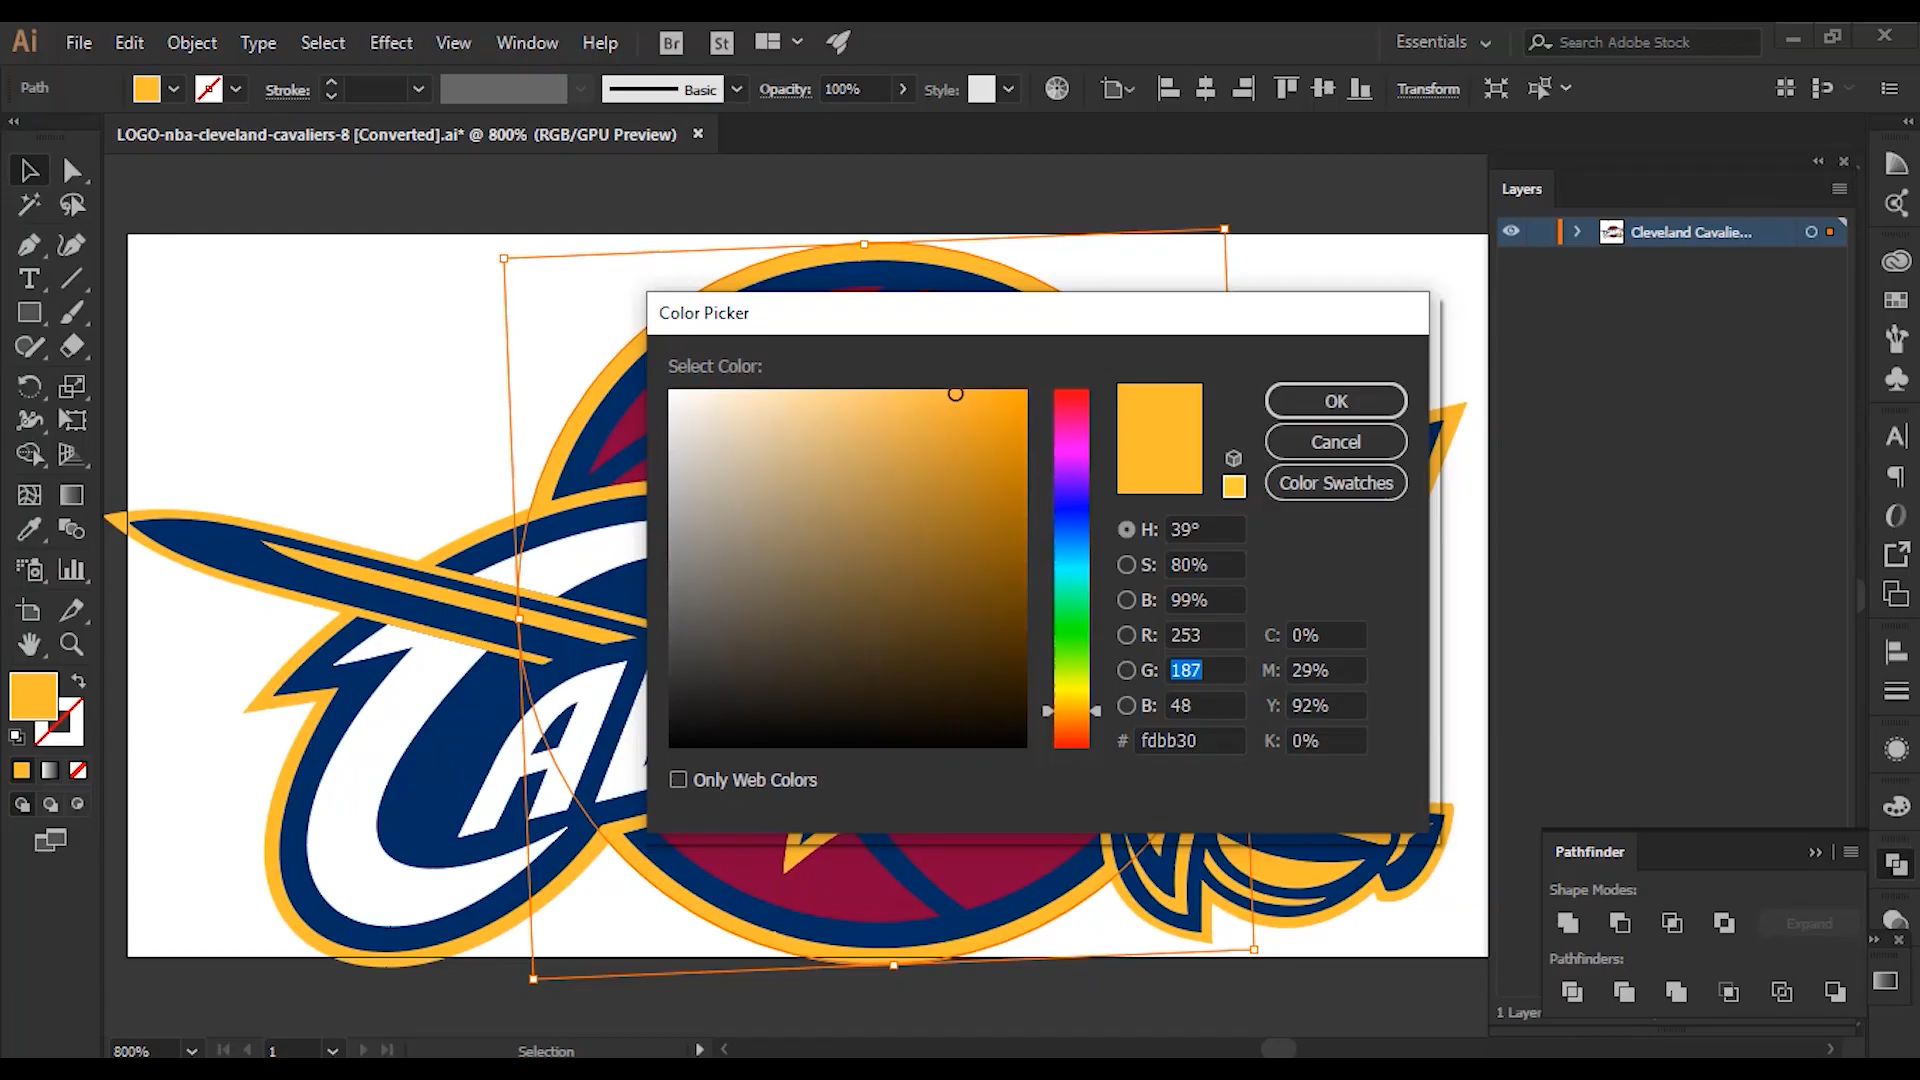 Ai File Edit Object Type Select Effect View Window Help Br St Essentials Search Adobe Stock
Path Stroke: Basic Opacity: 100% Style: Transform
LOGO-nba-cleveland-cavaliers-8 [Converted].ai* @ 800% (RGB/GPU Preview)
Layers
Cleveland Cavalie...
Color Picker
Select Color:
OK
Cancel
Color Swatches
H: 39°
S: 80%
B: 99%
R: 253 C: 0%
G: 187 M: 29%
B: 48 Y: 92%
# fdbb30 K: 0%
Only Web Colors
CA
Pathfinder
Shape Modes:
Expand
Pathfinders:
1 Layer
800% 1 Selection